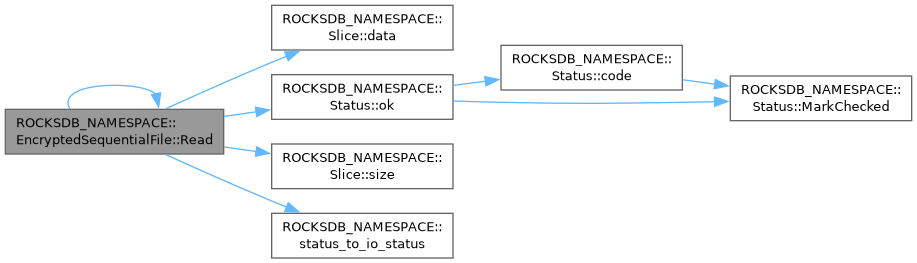 ROCKSDB_NAMESPACE::
EncryptedSequentialFile::Read
ROCKSDB_NAMESPACE::
Slice::data
ROCKSDB_NAMESPACE::
Status::ok
ROCKSDB_NAMESPACE::
Status::code
ROCKSDB_NAMESPACE::
Status::MarkChecked
ROCKSDB_NAMESPACE::
Slice::size
ROCKSDB_NAMESPACE::
status_to_io_status